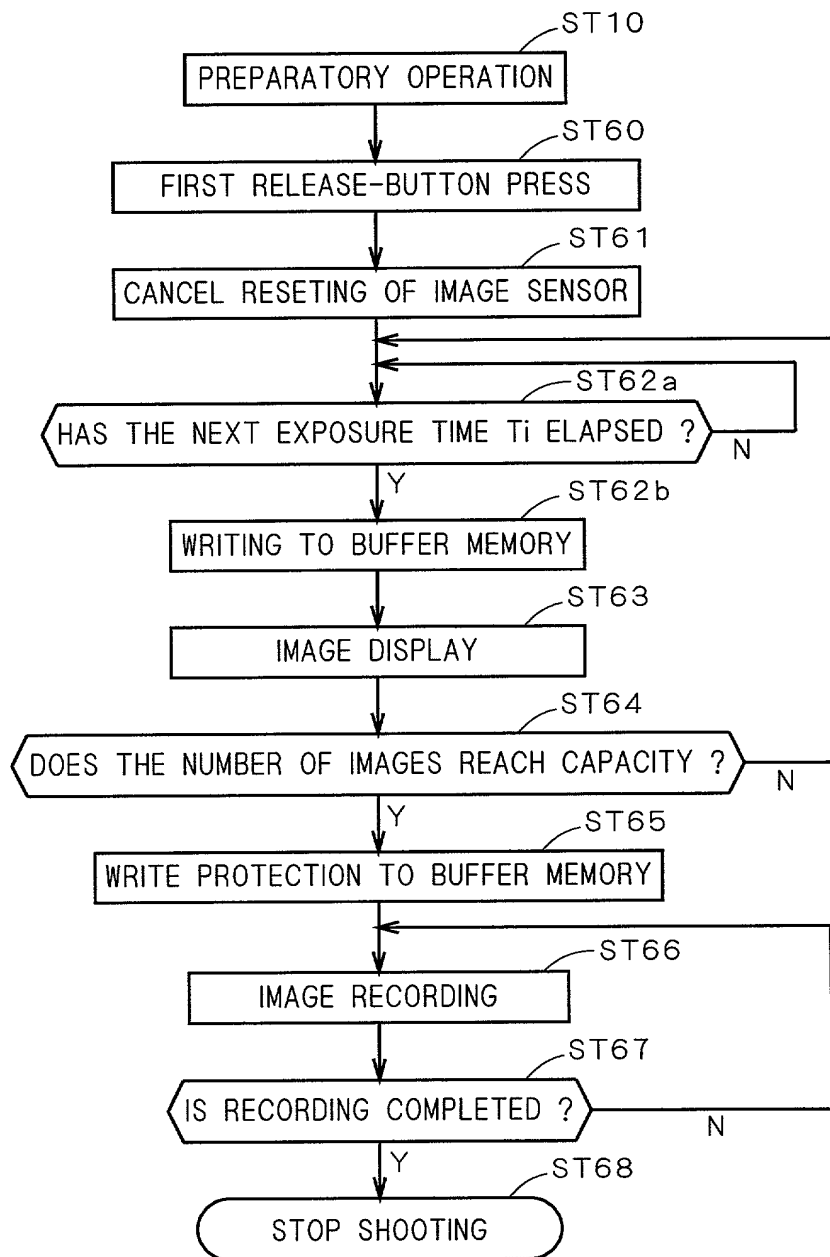 ST10
PREPARATORY OPERATION
ST60
FIRST RELEASE-BUTTON PRESS
ST61
CANCEL RESETING OF IMAGE SENSOR
ST62a
HAS THE NEXT EXPOSURE TIME Ti ELAPSED ?
N
Y
ST62b
WRITING TO BUFFER MEMORY
ST63
IMAGE DISPLAY
ST64
DOES THE NUMBER OF IMAGES REACH CAPACITY ?
N
Y
ST65
WRITE PROTECTION TO BUFFER MEMORY
ST66
IMAGE RECORDING
ST67
IS RECORDING COMPLETED ?
N
Y
ST68
STOP SHOOTING